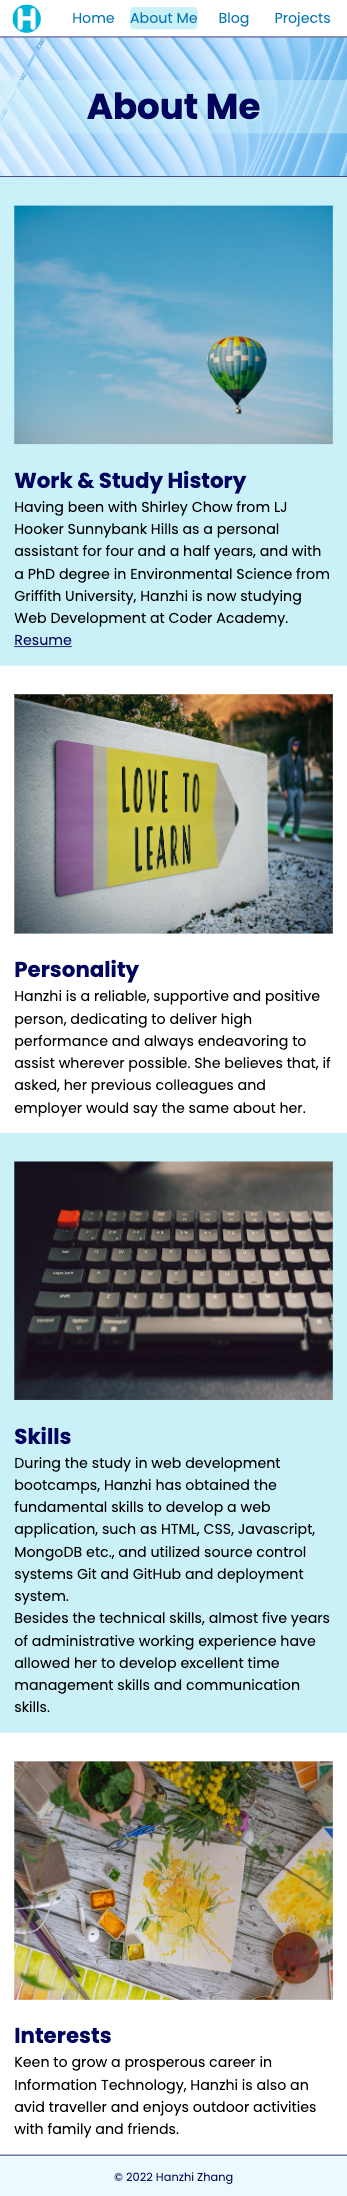 H
Home About Me Blog Projects
About Me
Work & Study History
Having been with Shirley Chow from LJ
Hooker Sunnybank Hills as a personal
assistant for four and a half years, and with
a PhD degree in Environmental Science from
Griffith University, Hanzhi is now studying
Web Development at Coder Academy.
Resume
LOVE TO
LEARN
Personality
Hanzhi is a reliable, supportive and positive
person, dedicating to deliver high
performance and always endeavoring to
assist wherever possible. She believes that, if
asked, her previous colleagues and
employer would say the same about her.
Skills
During the study in web development
bootcamps, Hanzhi has obtained the
fundamental skills to develop a web
application, such as HTML, CSS, Javascript,
MongoDB etc., and utilized source control
systems Git and GitHub and deployment
system.
Besides the technical skills, almost five years
of administrative working experience have
allowed her to develop excellent time
management skills and communication
skills.
Interests
Keen to grow a prosperous career in
Information Technology, Hanzhi is also an
avid traveller and enjoys outdoor activities
with family and friends.
© 2022 Hanzhi Zhang